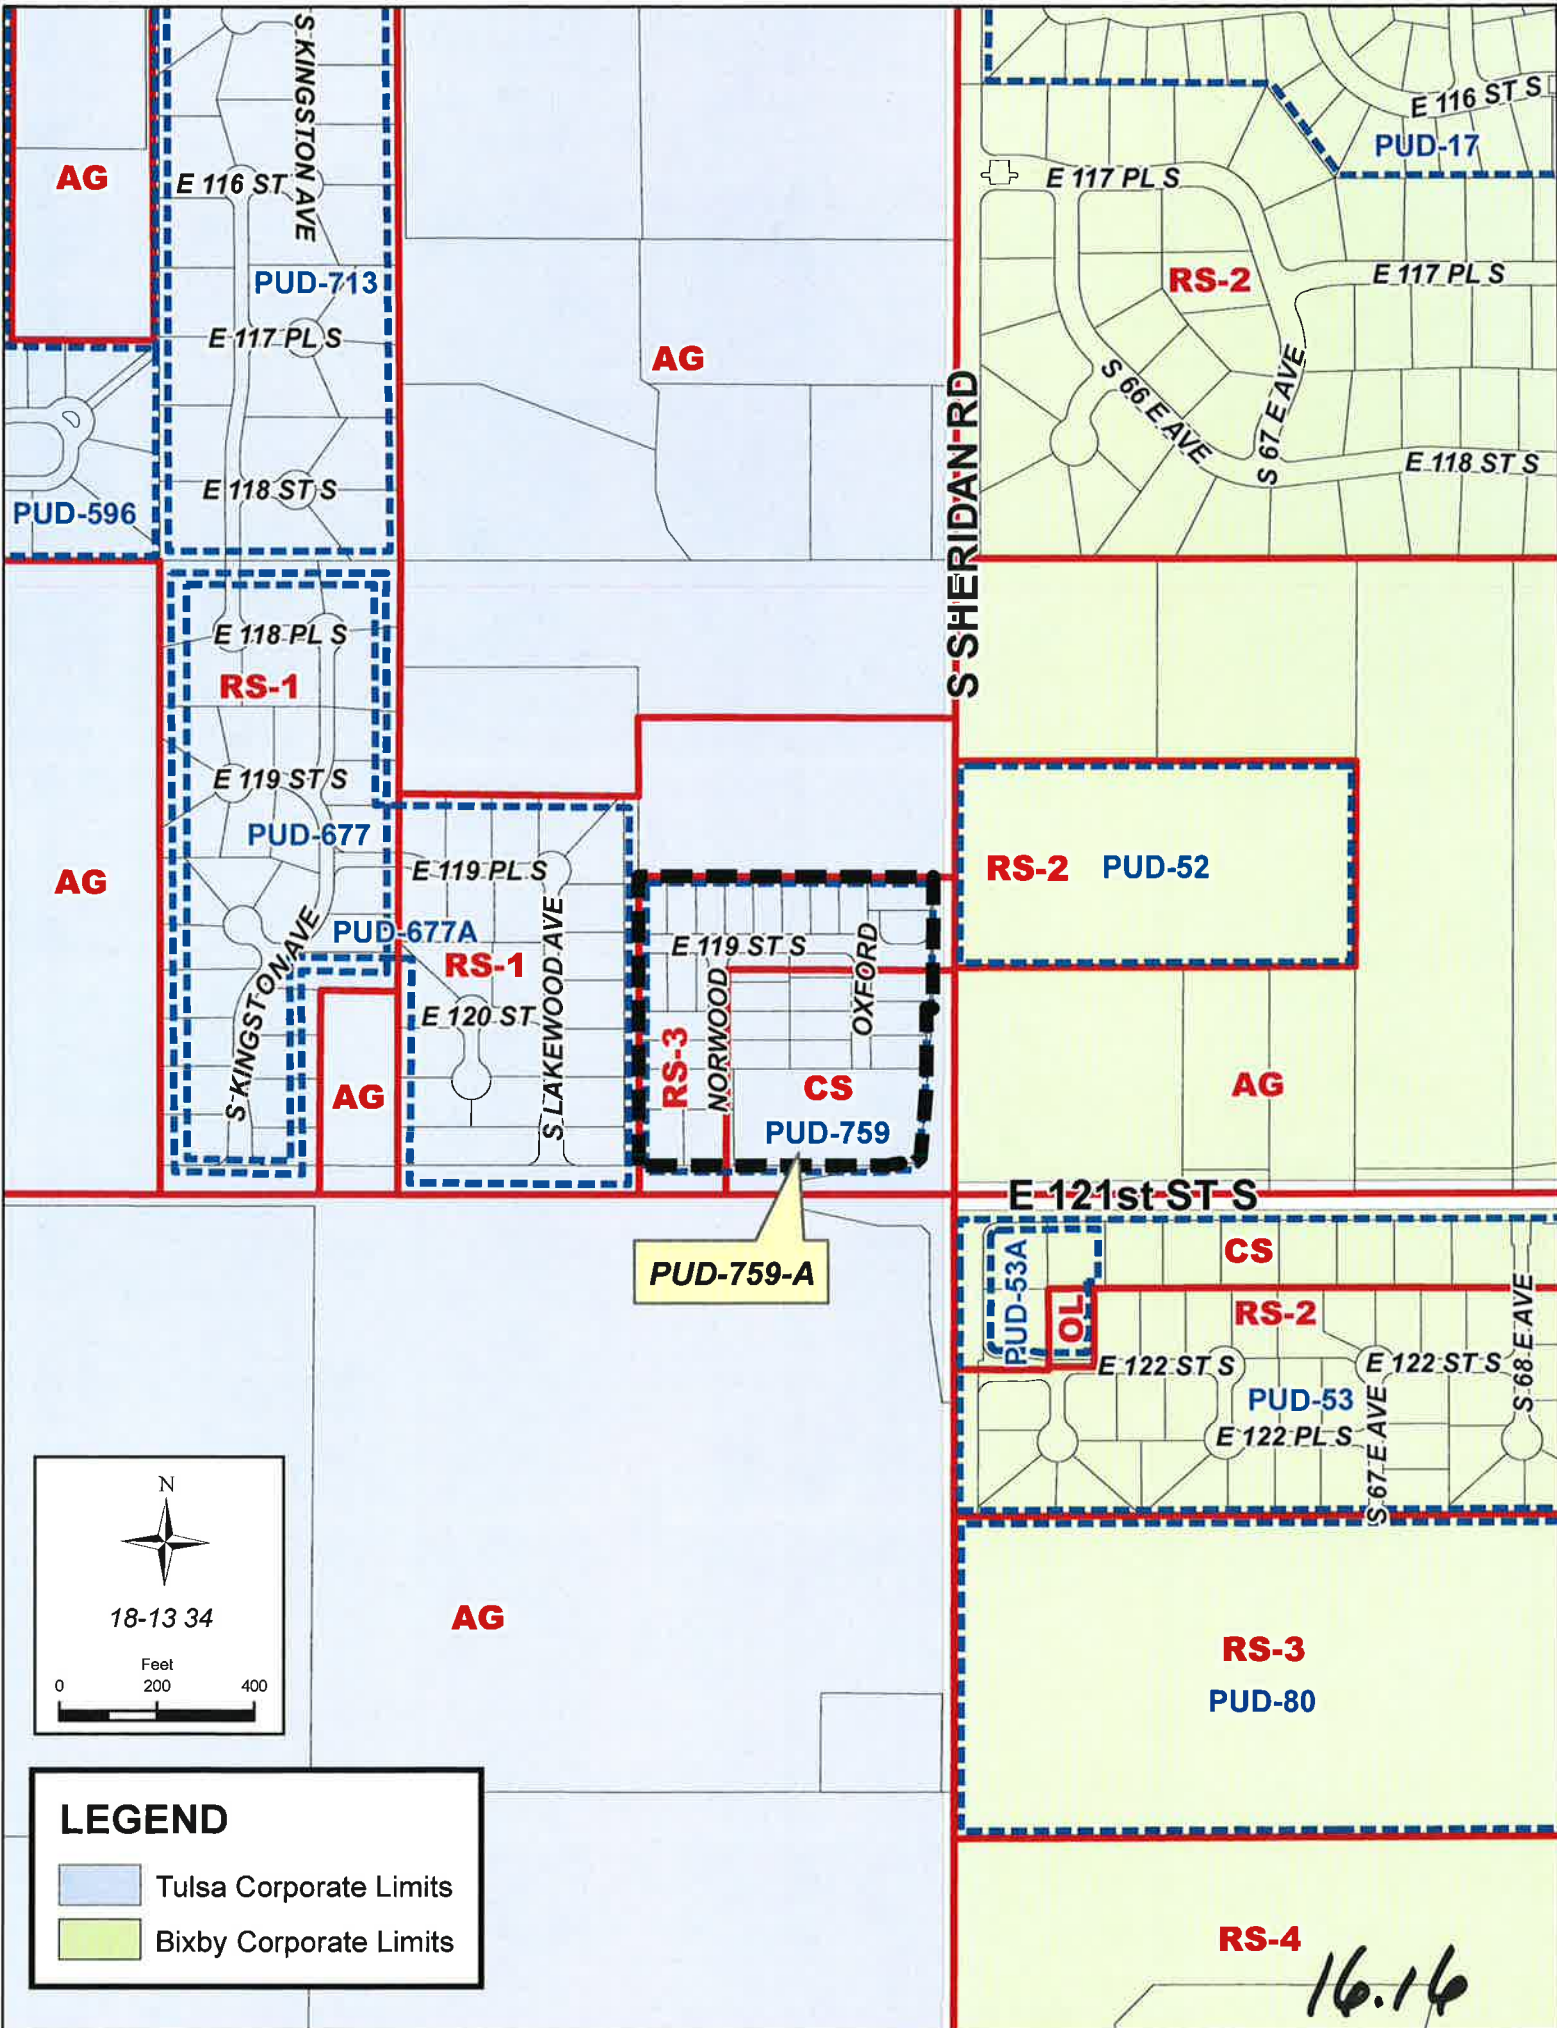 S KINGSTON AVE
E 116 ST S
PUD-17
AG
E 116 ST
E 117 PL S
PUD-713
RS-2
E 117 PL S
E 117 PL S
AG
S 66 E AVE
S 67 E AVE
S SHERIDAN RD
E 118 ST S
E 118 ST S
PUD-596
E 118 PL S
RS-1
E 119 ST S
PUD-677
AG
E 119 PL S
RS-2 PUD-52
S KINGSTON AVE
PUD-677A
RS-1
S LAKEWOOD AVE
E 119 ST S
OXFORD
NORWOOD
E 120 ST
RS-3
AG
CS
PUD-759
AG
E 121st ST S
PUD-759-A
PUD-53A
CS
OL
RS-2
S 68 E AVE
E 122 ST S
E 122 ST S
PUD-53
S 67 E AVE
E 122 PL S
N
18-13 34
Feet
0 200 400
AG
RS-3
PUD-80
LEGEND
Tulsa Corporate Limits
Bixby Corporate Limits
RS-4
16.16